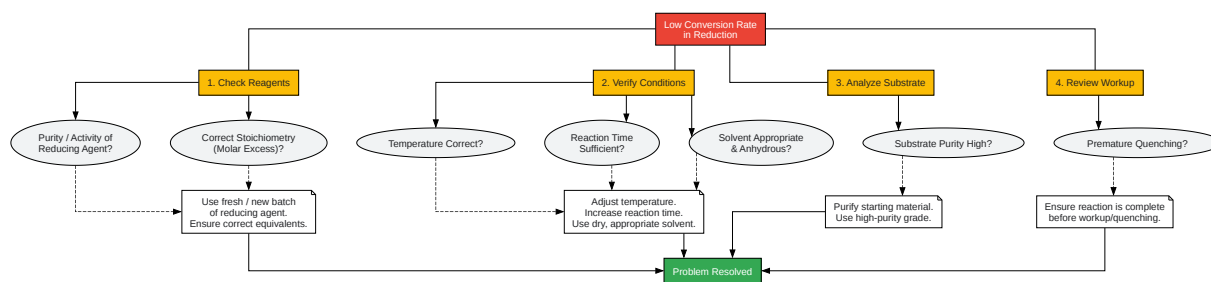 Low Conversion Rate
in Reduction
1. Check Reagents
2. Verify Conditions
3. Analyze Substrate
4. Review Workup
Purity / Activity of
Reducing Agent?
Correct Stoichiometry
(Molar Excess)?
Temperature Correct?
Reaction Time
Sufficient?
Solvent Appropriate
& Anhydrous?
Substrate Purity High?
Premature Quenching?
Use fresh / new batch
of reducing agent.
Ensure correct equivalents.
Adjust temperature.
Increase reaction time.
Use dry, appropriate solvent.
Purify starting material.
Use high-purity grade.
Ensure reaction is complete
before workup/quenching.
Problem Resolved